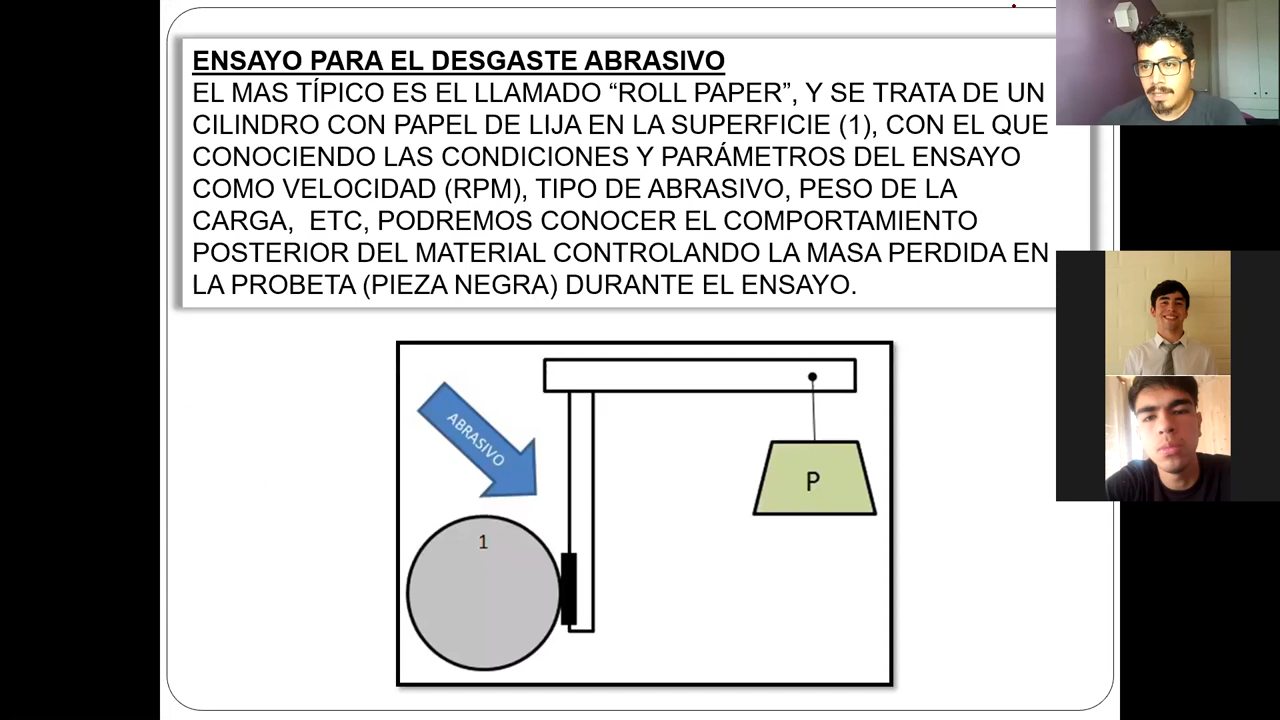 ENSAYO PARA EL DESGASTE ABRASIVO
EL MAS TÍPICO ES EL LLAMADO “ROLL PAPER”, Y SE TRATA DE UN
CILINDRO CON PAPEL DE LIJA EN LA SUPERFICIE (1), CON EL QUE
CONOCIENDO LAS CONDICIONES Y PARÁMETROS DEL ENSAYO
COMO VELOCIDAD (RPM), TIPO DE ABRASIVO, PESO DE LA
CARGA, ETC, PODREMOS CONOCER EL COMPORTAMIENTO
POSTERIOR DEL MATERIAL CONTROLANDO LA MASA PERDIDA EN
LA PROBETA (PIEZA NEGRA) DURANTE EL ENSAYO.
ABRASIVO
P
1